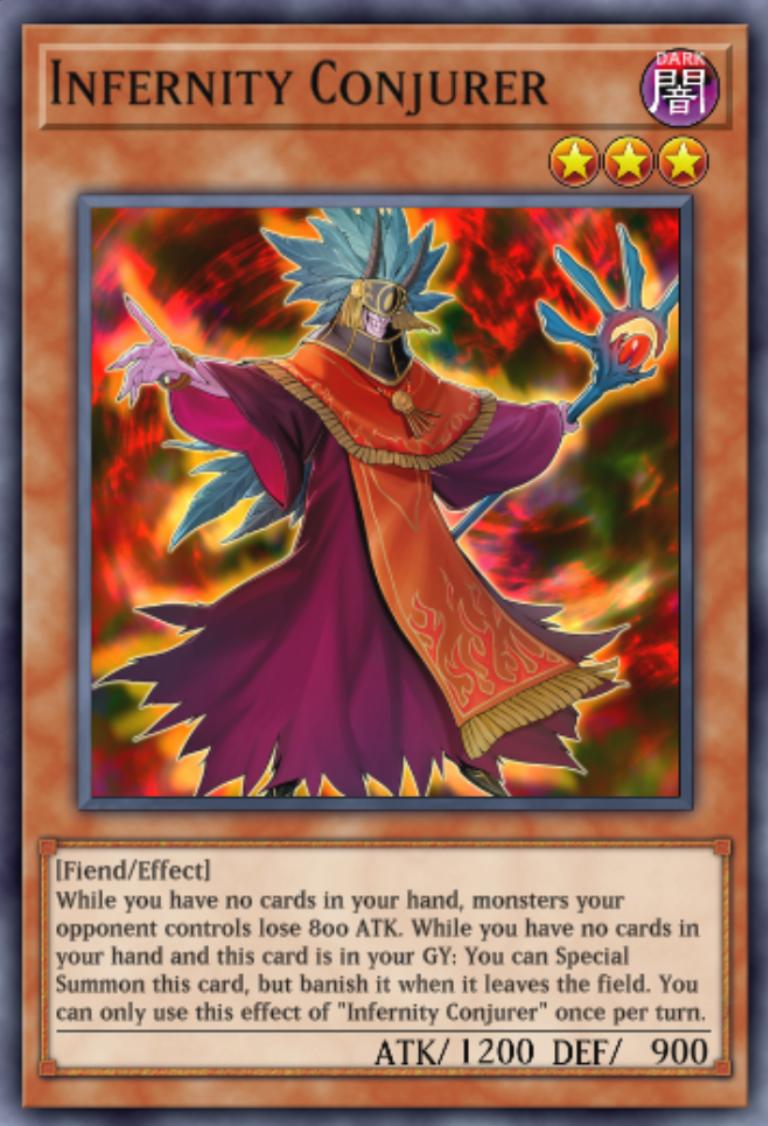 INFERNITY CONJURER
DARK
闇
[Fiend/Effect]
While you have no cards in your hand, monsters your
opponent controls lose 800 ATK. While you have no cards in
your hand and this card is in your GY: You can Special
Summon this card, but banish it when it leaves the field. You
can only use this effect of "Infernity Conjurer" once per turn.
ATK/ 1200 DEF/ 900